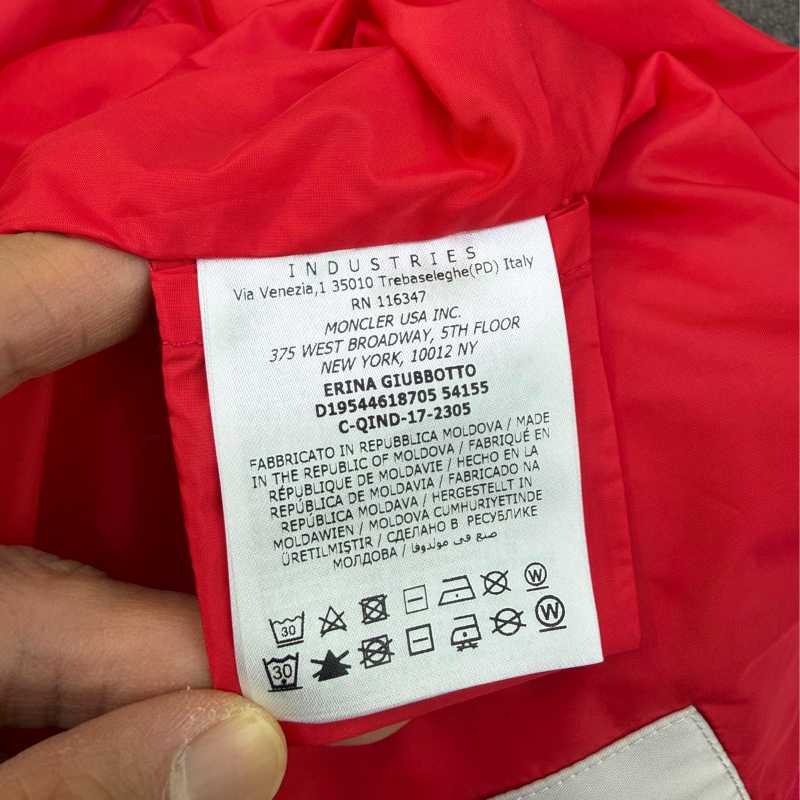 INDUSTRIES
Via Venezia,1 35010 Trebaseleghe(PD) Italy
RN 116347
MONCLER USA INC.
375 WEST BROADWAY, 5TH FLOOR
NEW YORK, 10012 NY
ERINA GIUBBOTTO
D19544618705 54155
C-QIND-17-2305
FABBRICATO IN REPUBBLICA MOLDOVA / MADE
IN THE REPUBLIC OF MOLDOVA / FABRIQUÉ EN
RÉPUBLIQUE DE MOLDAVIE / HECHO EN LA
REPÚBLICA DE MOLDAVIA / FABRICADO NA
REPÚBLICA MOLDAVA / HERGESTELLT IN
MOLDAWIEN / MOLDOVA CUMHURIYETINDE
ÜRETILMIŞTIR / СДЕЛАНО В РЕСПУБЛИКЕ
МОЛДОВА / صنع في مولدوفا
30 W
30 W